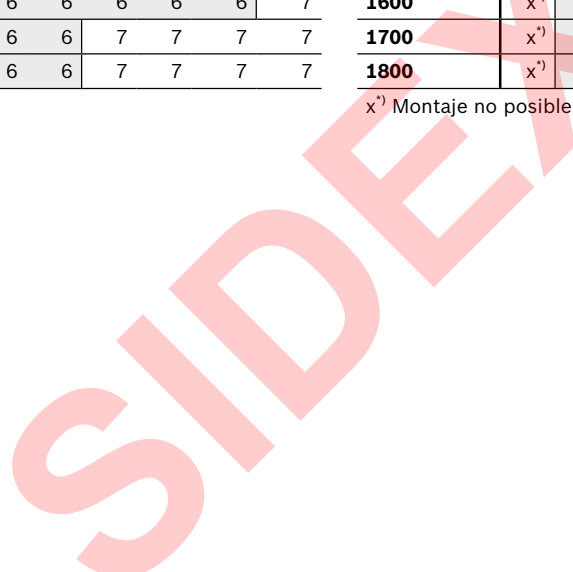 6 6 6 6 6 7 1600 x*)
6 6 7 7 7 7 1700 x*)
6 6 7 7 7 7 1800 x*)
x*) Montaje no posible
SIDEX